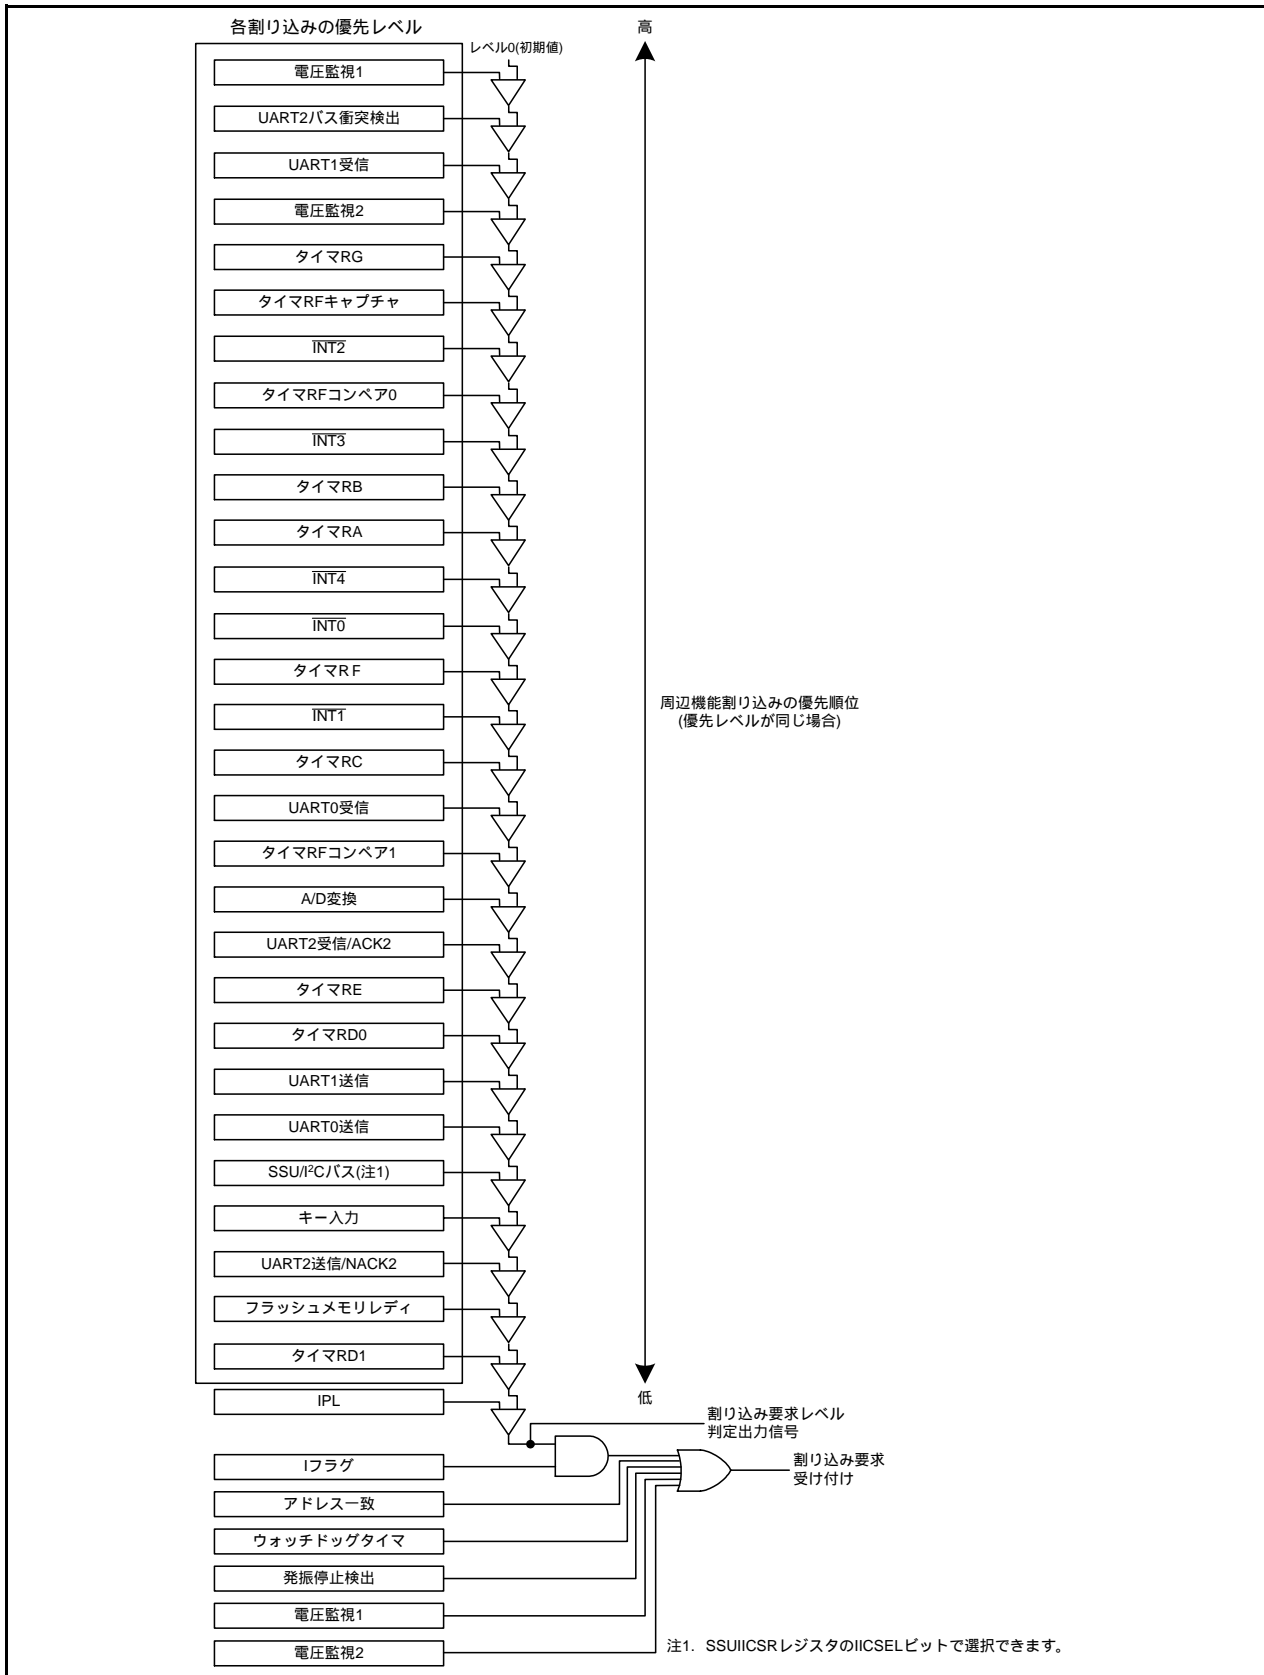 各割り込みの優先レベル
高
レベル0(初期値)
電圧監視1
UART2バス衝突検出
UART1受信
電圧監視2
タイマRG
タイマRFキャプチャ
INT2
タイマRFコンペア0
INT3
タイマRB
タイマRA
INT4
INT0
タイマRF
周辺機能割り込みの優先順位
(優先レベルが同じ場合)
INT1
タイマRC
UART0受信
タイマRFコンペア1
A/D変換
UART2受信/ACK2
タイマRE
タイマRD0
UART1送信
UART0送信
SSU/I²Cバス(注1)
キー入力
UART2送信/NACK2
フラッシュメモリレディ
タイマRD1
低
IPL
割り込み要求レベル
判定出力信号
Iフラグ
割り込み要求
受け付け
アドレス一致
ウォッチドッグタイマ
発振停止検出
電圧監視1
電圧監視2
注1. SSUIICSRレジスタのIICSELビットで選択できます。